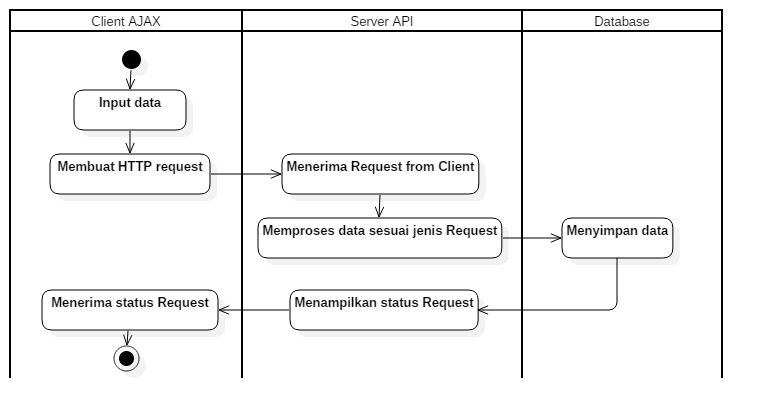 Client AJAX
Server API
Database
Input data
Membuat HTTP request
Menerima Request from Client
Memproses data sesuai jenis Request
Menyimpan data
Menerima status Request
Menampilkan status Request